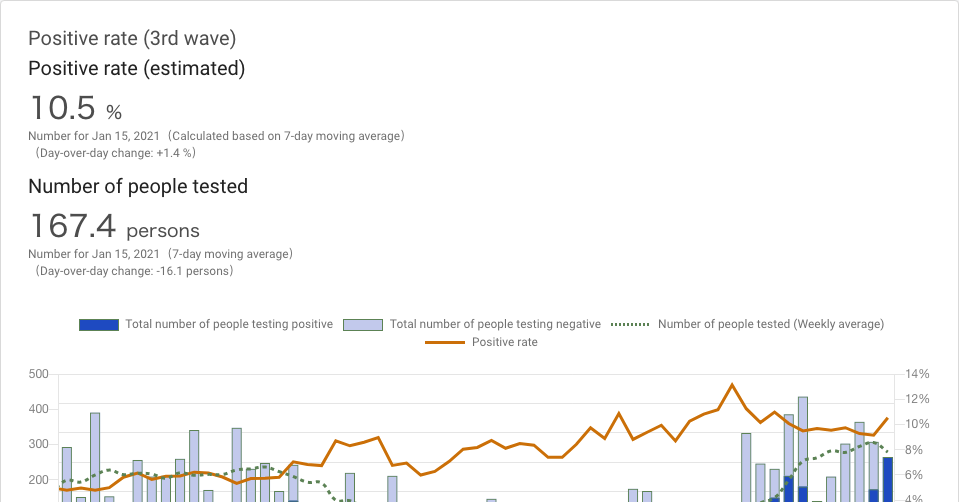 Positive rate (3rd wave)
Positive rate (estimated)
10.5 %
Number for Jan 15, 2021（Calculated based on 7-day moving average）
（Day-over-day change: +1.4 %）
Number of people tested
167.4 persons
Number for Jan 15, 2021（7-day moving average）
（Day-over-day change: -16.1 persons）
Total number of people testing positive Total number of people testing negative Number of people tested (Weekly average)
Positive rate
500 14%
12%
400
10%
300
8%
200 6%
4%